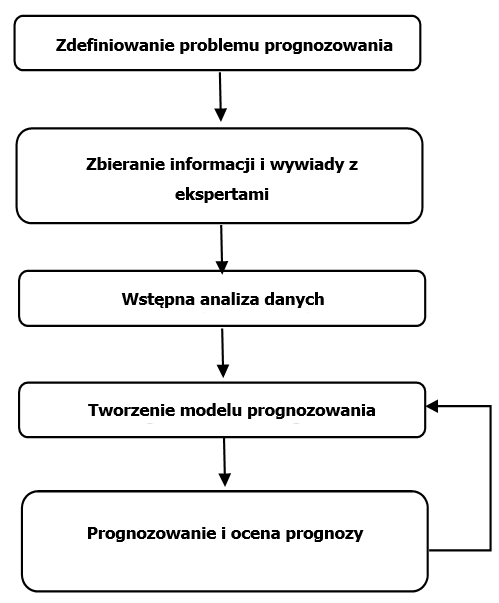 Zdefiniowanie problemu prognozowania
Zbieranie informacji i wywiady z
ekspertami
Wstępna analiza danych
Tworzenie modelu prognozowania
Prognozowanie i ocena prognozy